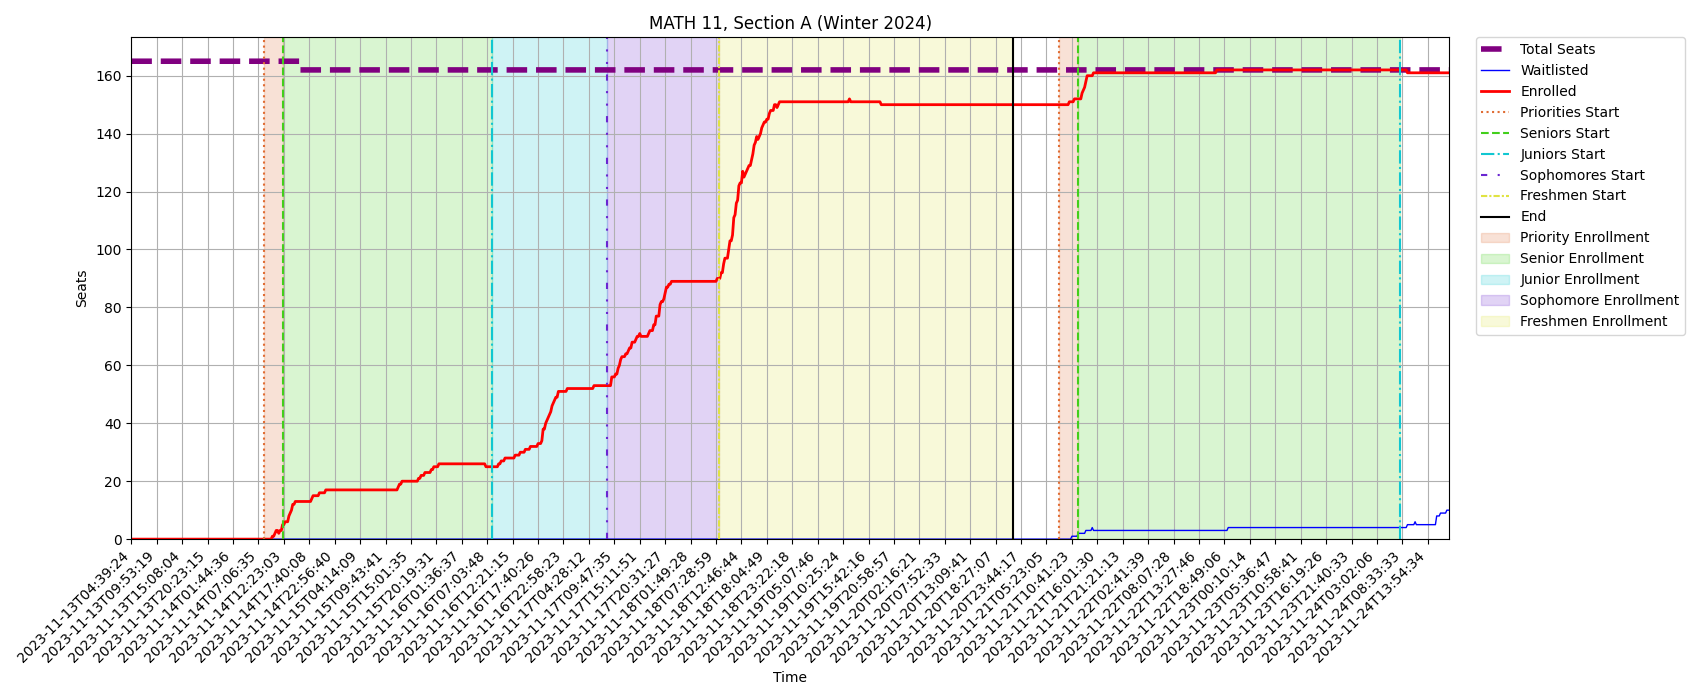 MATH 11, Section A (Winter 2024)
Total Seats
Waitlisted
Enrolled
Priorities Start
Seniors Start
Juniors Start
Sophomores Start
Freshmen Start
End
Priority Enrollment
Senior Enrollment
Junior Enrollment
Sophomore Enrollment
Freshmen Enrollment
Seats
160
140
120
100
80
60
40
20
0
2023-11-13T04:39:24
2023-11-13T09:53:19
2023-11-13T15:08:04
2023-11-13T20:23:15
2023-11-14T01:44:36
2023-11-14T07:06:35
2023-11-14T12:23:03
2023-11-14T17:40:08
2023-11-14T22:56:40
2023-11-15T04:14:09
2023-11-15T09:43:41
2023-11-15T15:01:35
2023-11-15T20:19:31
2023-11-16T01:36:37
2023-11-16T07:03:48
2023-11-16T12:21:15
2023-11-16T17:40:26
2023-11-16T22:58:23
2023-11-17T04:28:12
2023-11-17T09:47:35
2023-11-17T15:11:51
2023-11-17T20:31:27
2023-11-18T01:49:28
2023-11-18T07:28:59
2023-11-18T12:46:44
2023-11-18T18:04:49
2023-11-18T23:22:18
2023-11-19T05:07:46
2023-11-19T10:25:24
2023-11-19T15:42:16
2023-11-19T20:58:57
2023-11-20T02:16:21
2023-11-20T07:52:33
2023-11-20T13:09:41
2023-11-20T18:27:07
2023-11-20T23:44:17
2023-11-21T05:23:05
2023-11-21T10:41:23
2023-11-21T16:01:30
2023-11-21T21:21:13
2023-11-22T02:41:39
2023-11-22T08:07:28
2023-11-22T13:27:46
2023-11-22T18:49:06
2023-11-23T00:10:14
2023-11-23T05:36:47
2023-11-23T10:58:41
2023-11-23T16:19:26
2023-11-23T21:40:33
2023-11-24T03:02:06
2023-11-24T08:33:33
2023-11-24T13:54:34
Time